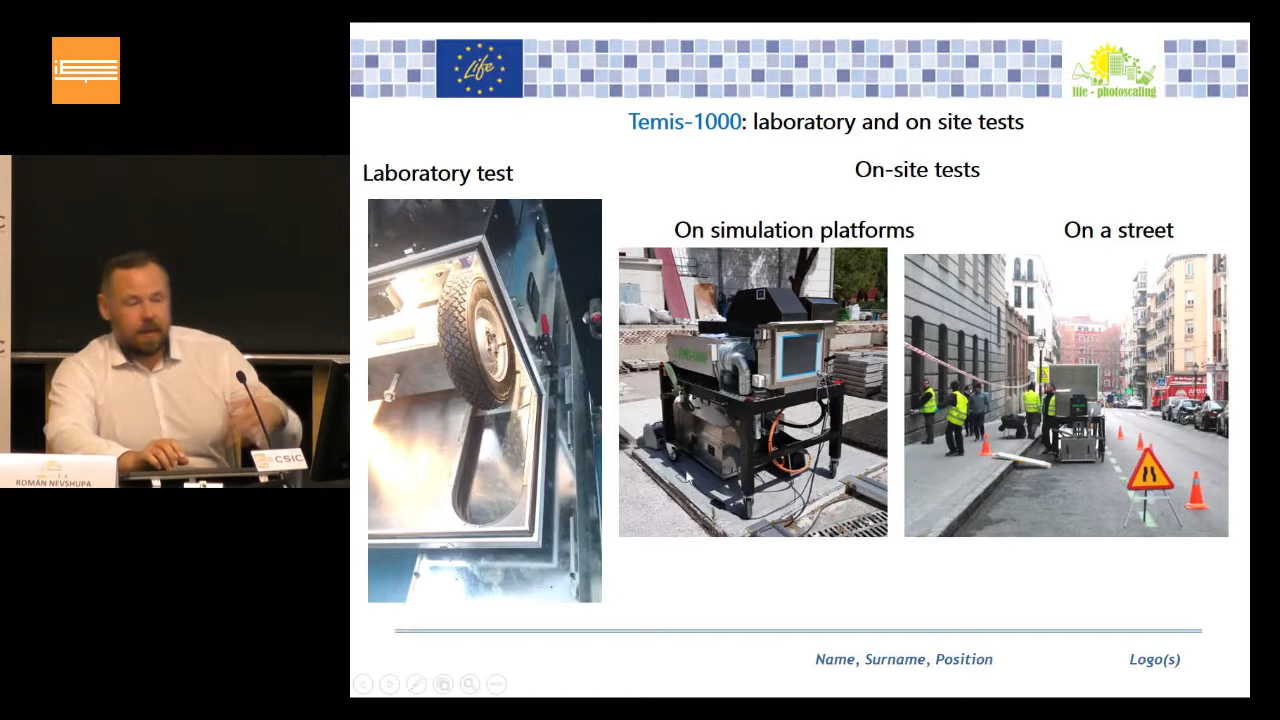 Life
life - photoscaling
Temis-1000: laboratory and on site tests
Laboratory test
On-site tests
On simulation platforms
On a street
CSIC
ROMÁN NEVSHUPA
Name, Surname, Position
Logo(s)